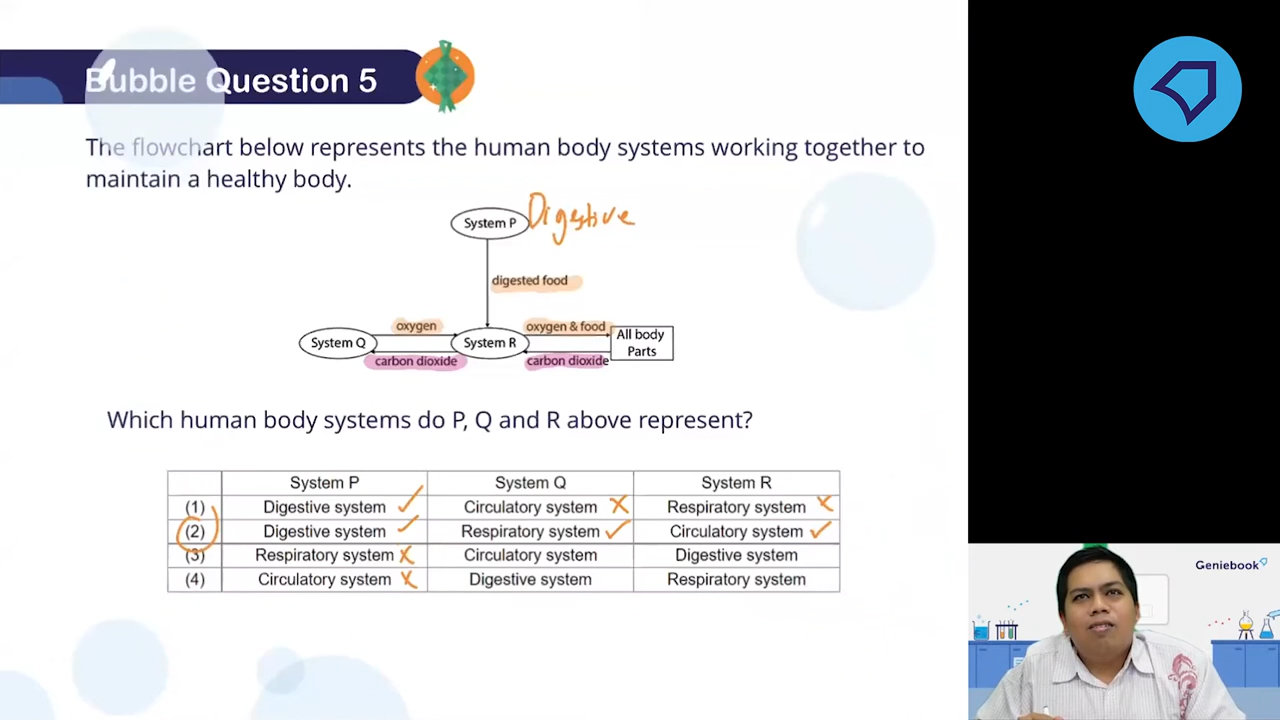 Bubble Question 5
The flowchart below represents the human body systems working together to
maintain a healthy body.
System P Digestive
digested food
oxygen oxygen & food
System Q System R All body
Parts
carbon dioxide carbon dioxide
Which human body systems do P, Q and R above represent?
System P System Q System R
(1) Digestive system Circulatory system Respiratory system
(2) Digestive system Respiratory system Circulatory system
(3) Respiratory system Circulatory system Digestive system
(4) Circulatory system Digestive system Respiratory system
Geniebook